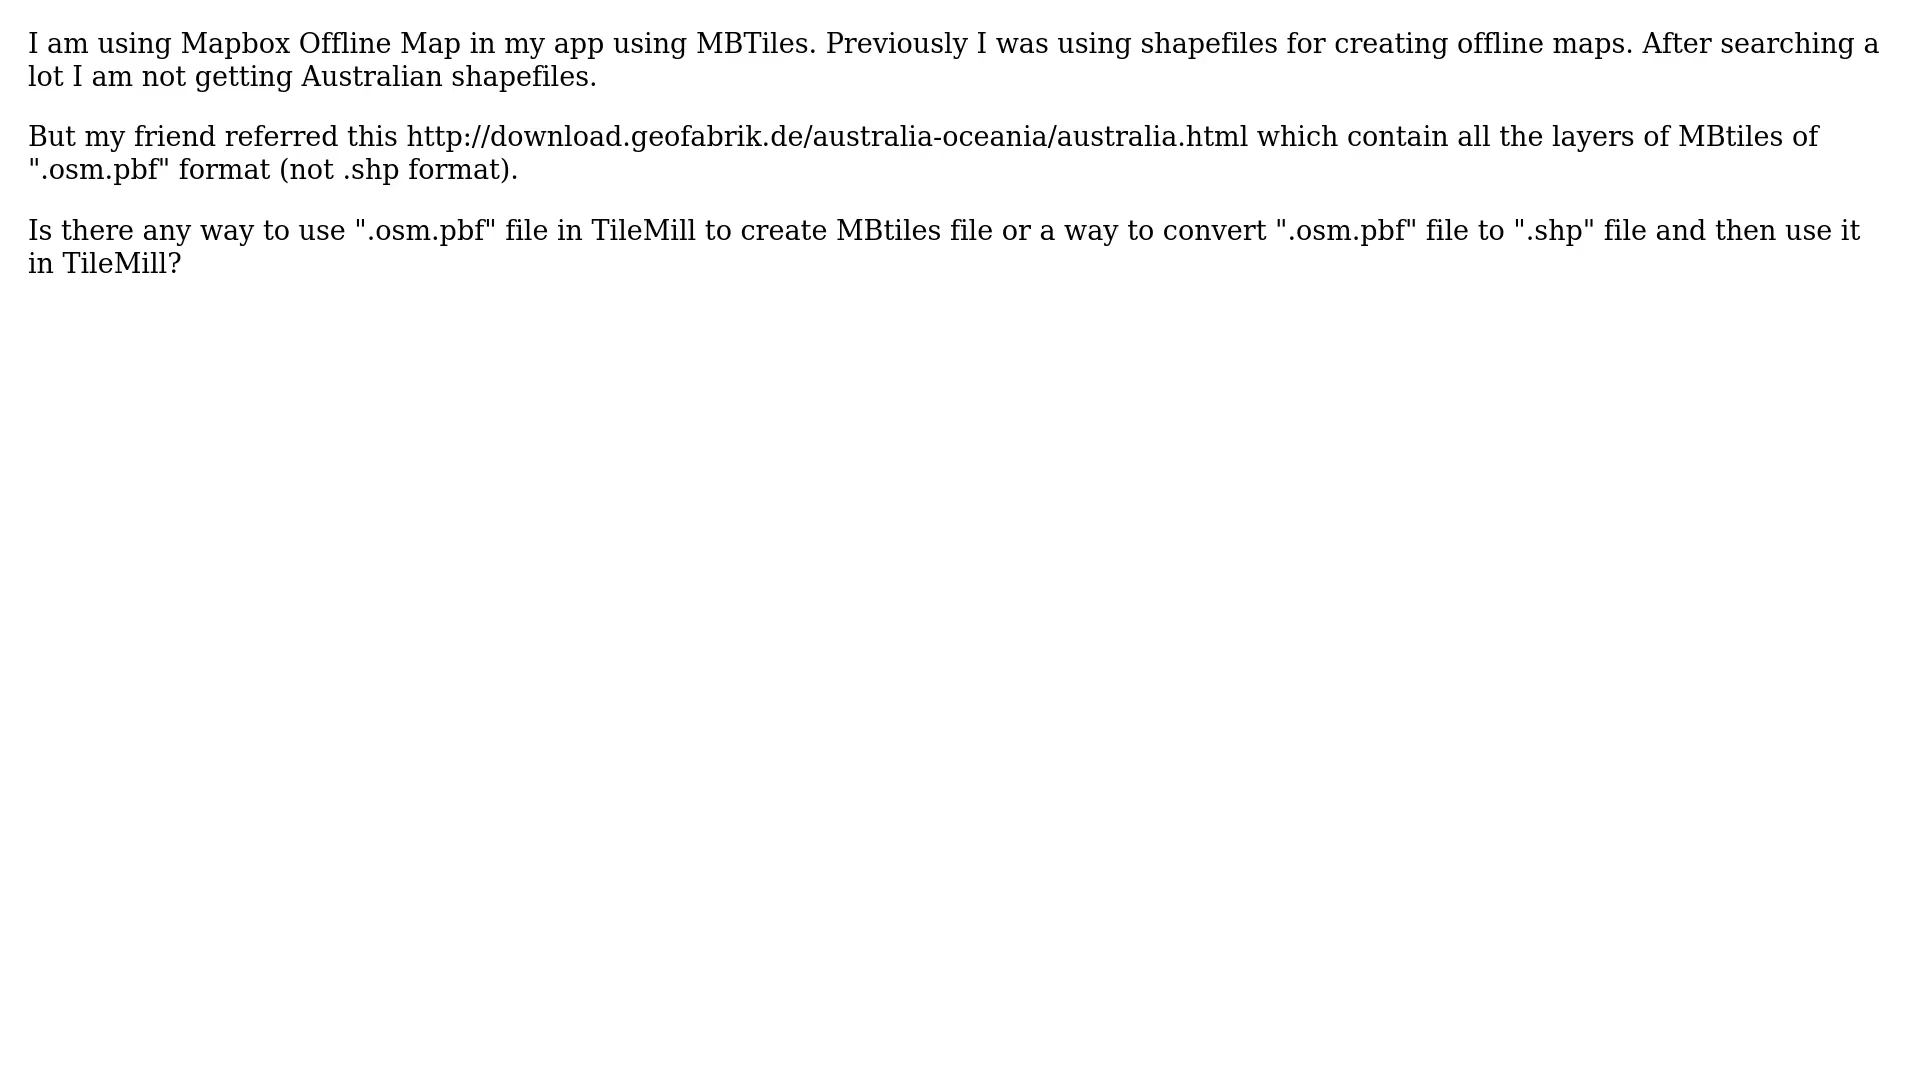 I am using Mapbox Offline Map in my app using MBTiles. Previously I was using shapefiles for creating offline maps. After searching a
lot I am not getting Australian shapefiles.
But my friend referred this http://download.geofabrik.de/australia-oceania/australia.html which contain all the layers of MBtiles of
".osm.pbf" format (not .shp format).
Is there any way to use ".osm.pbf" file in TileMill to create MBtiles file or a way to convert ".osm.pbf" file to ".shp" file and then use it
in TileMill?